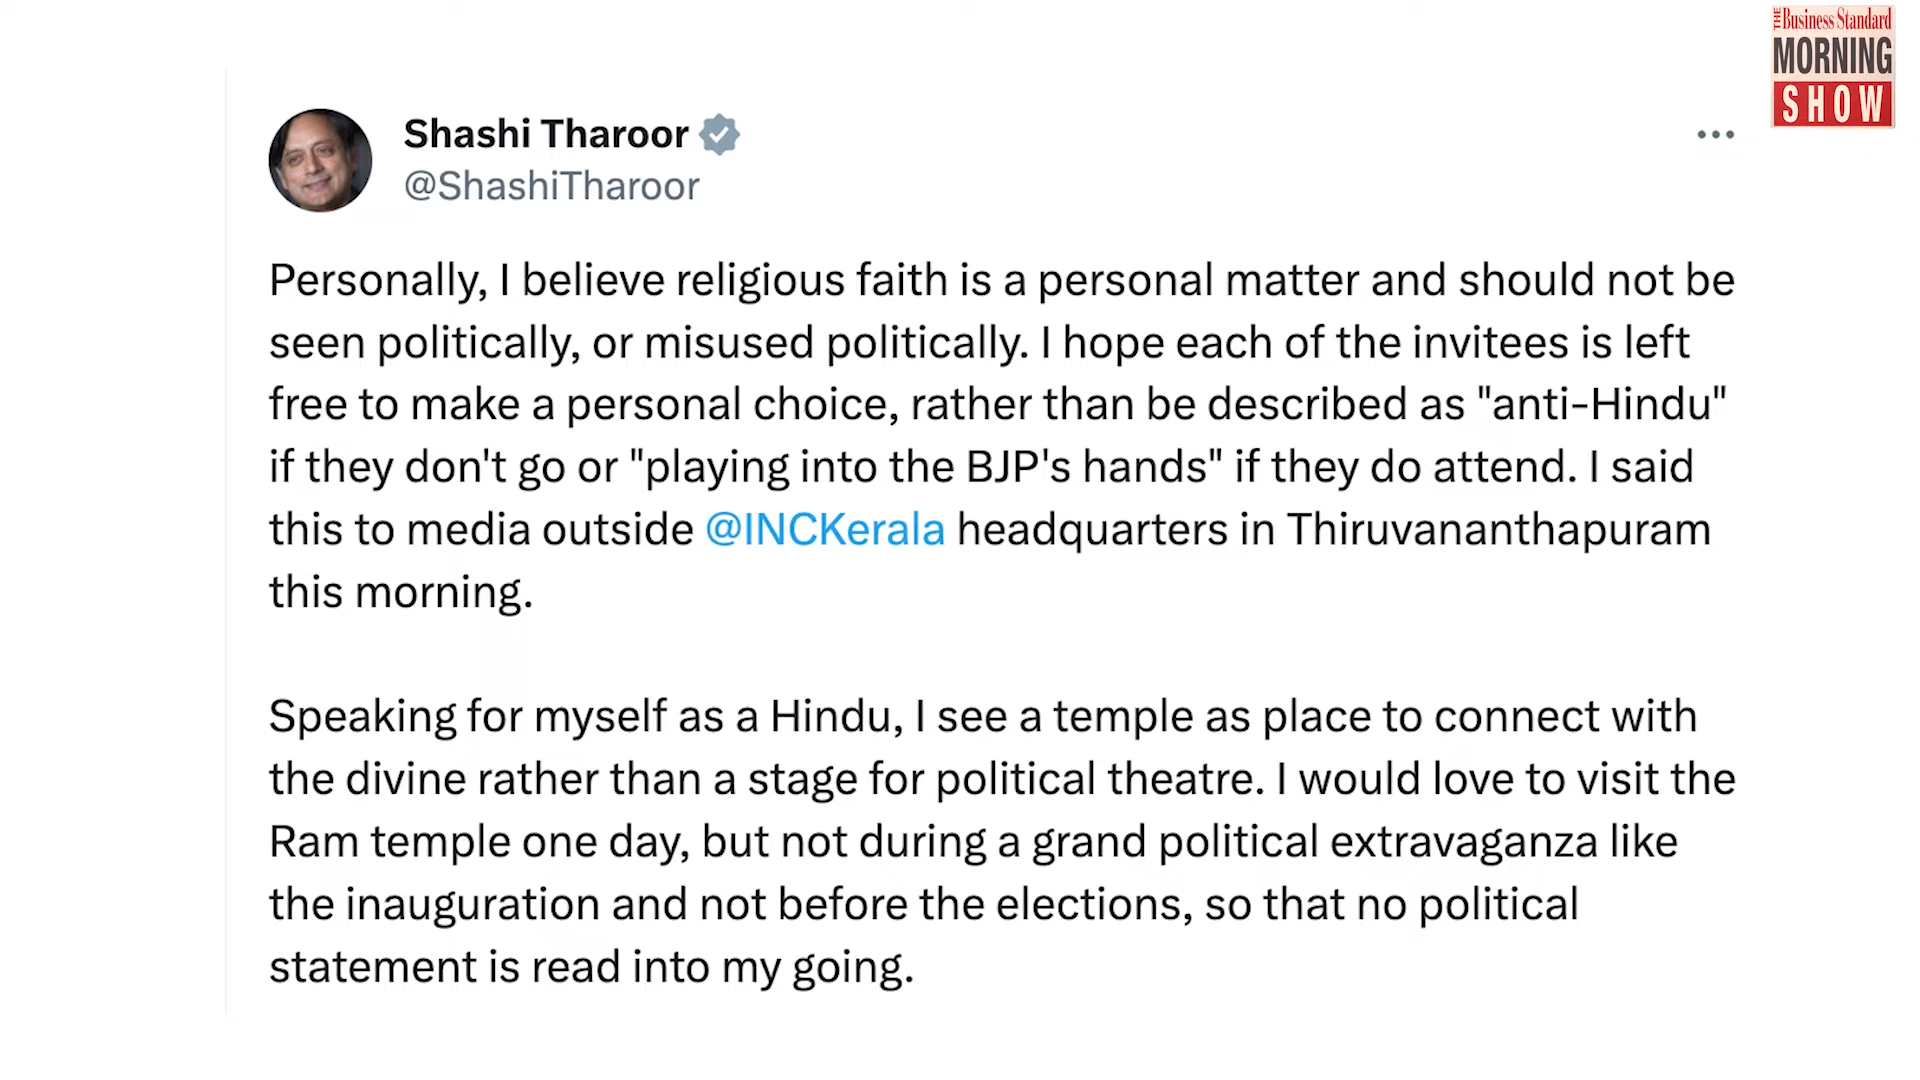 THE
Business Standard
MORNING
SHOW
Shashi Tharoor
@ShashiTharoor
Personally, I believe religious faith is a personal matter and should not be
seen politically, or misused politically. I hope each of the invitees is left
free to make a personal choice, rather than be described as "anti-Hindu"
if they don't go or "playing into the BJP's hands" if they do attend. I said
this to media outside @INCKerala headquarters in Thiruvananthapuram
this morning.
Speaking for myself as a Hindu, I see a temple as place to connect with
the divine rather than a stage for political theatre. I would love to visit the
Ram temple one day, but not during a grand political extravaganza like
the inauguration and not before the elections, so that no political
statement is read into my going.